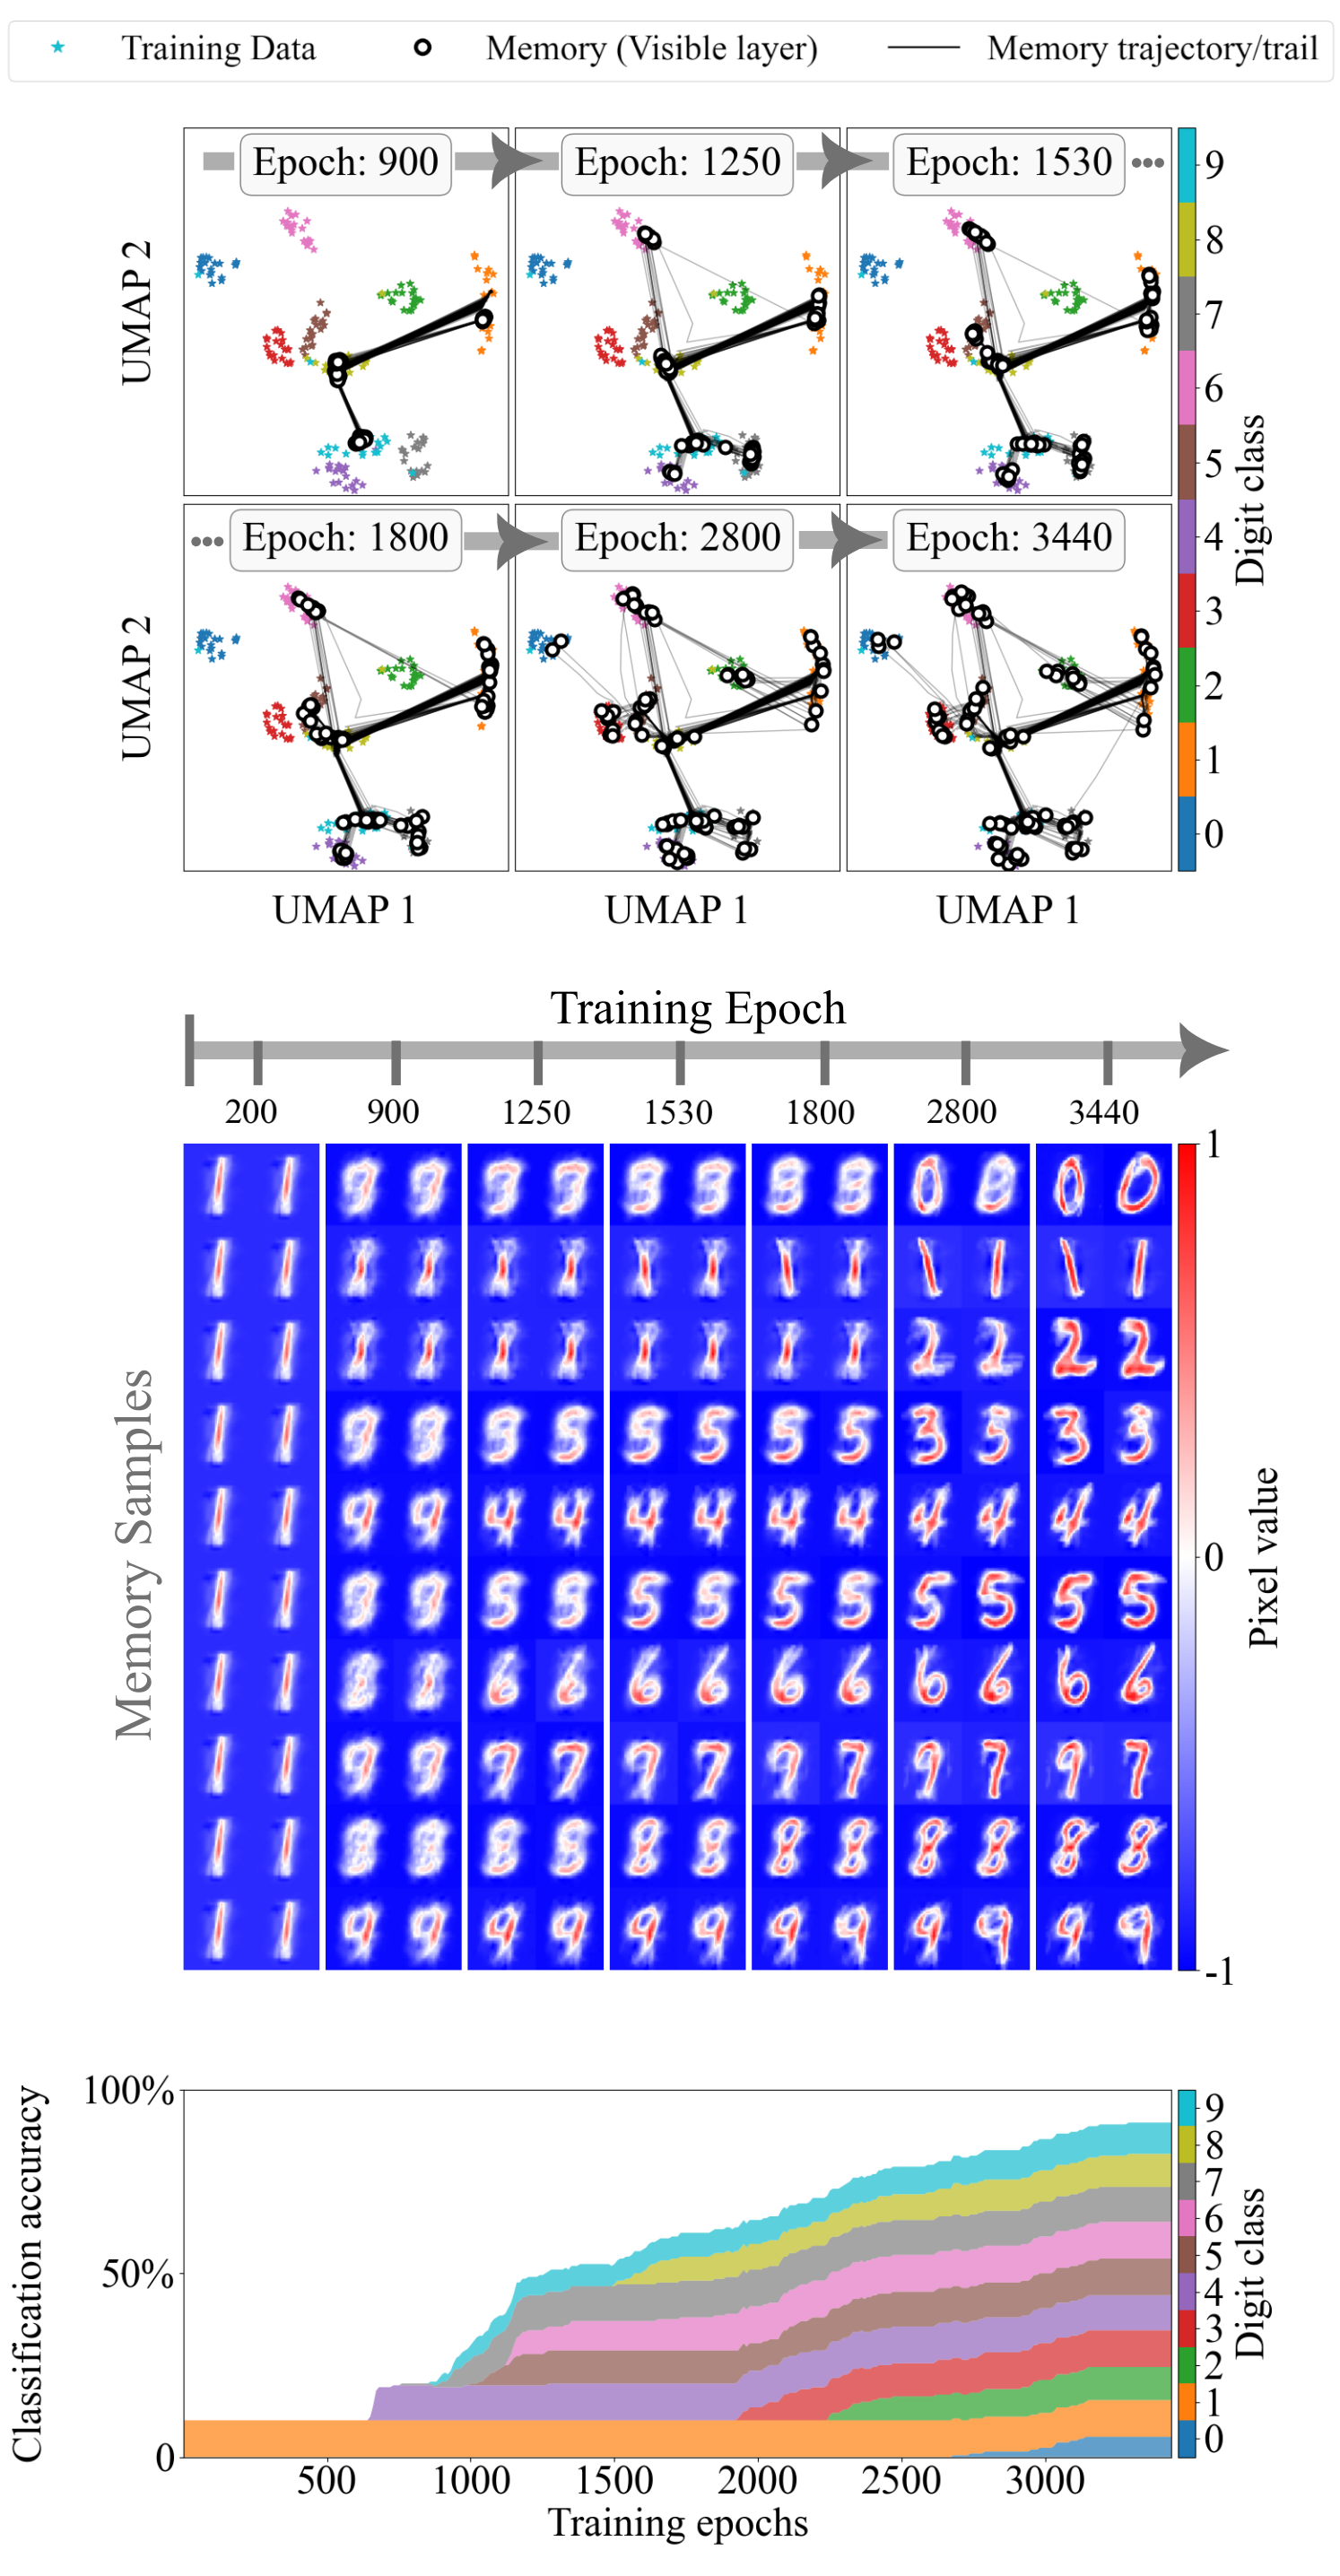 Training Data Memory (Visible layer) Memory trajectory/trail
Epoch: 900 Epoch: 1250 Epoch: 1530 •••
UMAP 2
••• Epoch: 1800 Epoch: 2800 Epoch: 3440
UMAP 2
UMAP 1 UMAP 1 UMAP 1
9
8
7
6
5
4
3
2
1
0
Digit class
Training Epoch
200 900 1250 1530 1800 2800 3440
Memory Samples
1
0
-1
Pixel value
100%
50%
0
Classification accuracy
500 1000 1500 2000 2500 3000
Training epochs
9
8
7
6
5
4
3
2
1
0
Digit class